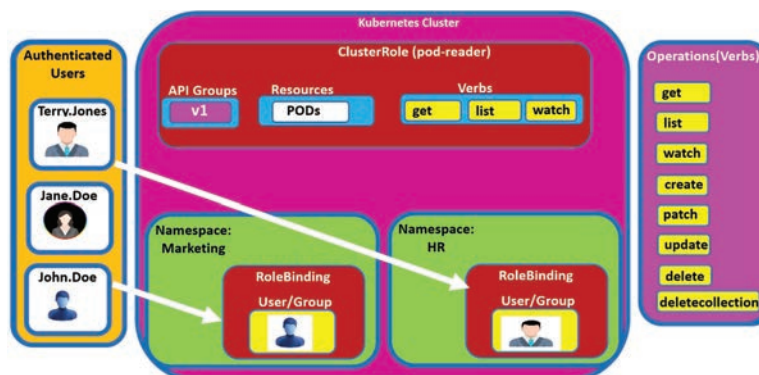 Kubernetes Cluster
Authenticated
Users
Terry.Jones
Jane.Doe
John.Doe
ClusterRole (pod-reader)
API Groups
v1
Resources
PODs
Verbs
get
list
watch
Namespace:
Marketing
RoleBinding
User/Group
Namespace:
HR
RoleBinding
User/Group
Operations(Verbs)
get
list
watch
create
patch
update
delete
deletecollection